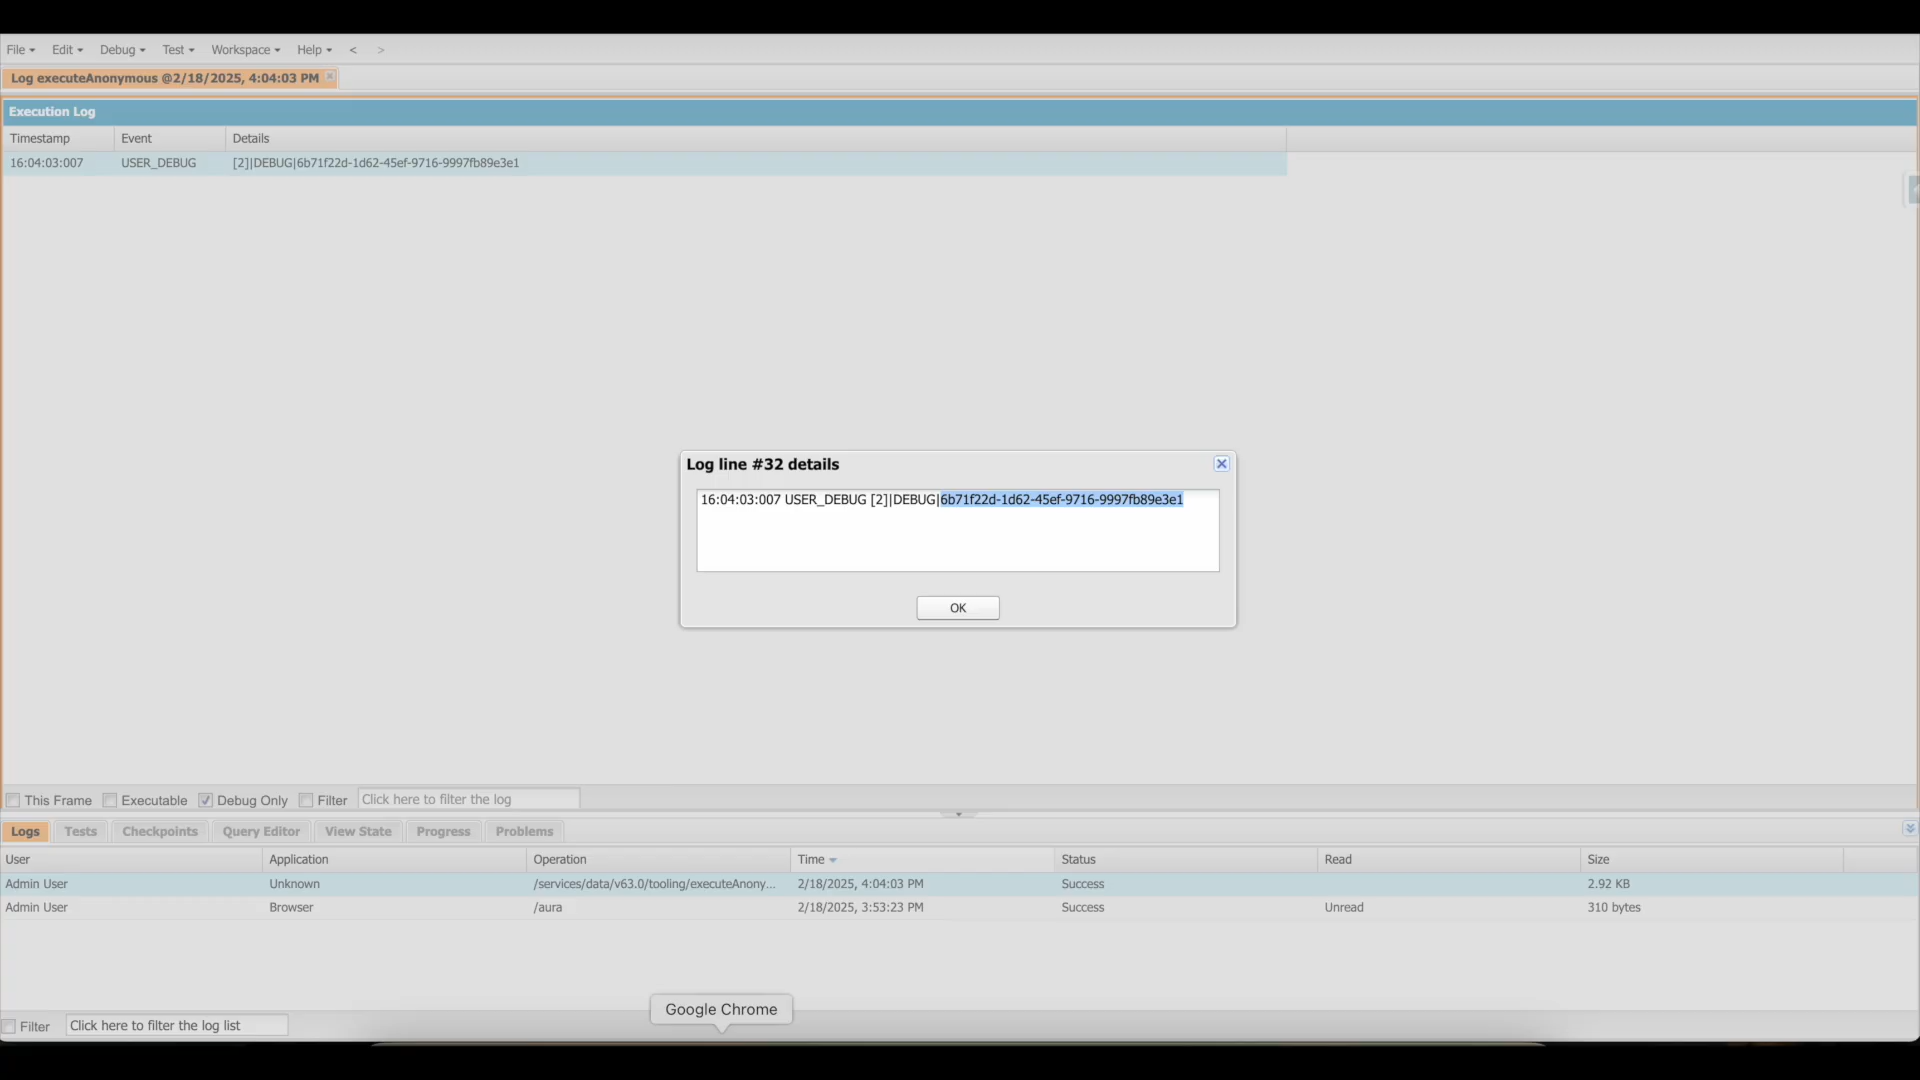 File Edit Debug Test Workspace Help < >
Log executeAnonymous @2/18/2025, 4:04:03 PM
Execution Log
Timestamp Event Details
16:04:03:007 USER_DEBUG [2]|DEBUG|6b71f22d-1d62-45ef-9716-9997fb89e3e1
Log line #32 details
16:04:03:007 USER_DEBUG [2]|DEBUG|6b71f22d-1d62-45ef-9716-9997fb89e3e1
OK
This Frame Executable Debug Only Filter Click here to filter the log
Logs Tests Checkpoints Query Editor View State Progress Problems
User Application Operation Time Status Read Size
Admin User Unknown /services/data/v63.0/tooling/executeAnony... 2/18/2025, 4:04:03 PM Success 2.92 KB
Admin User Browser /aura 2/18/2025, 3:53:23 PM Success Unread 310 bytes
Google Chrome
Filter Click here to filter the log list